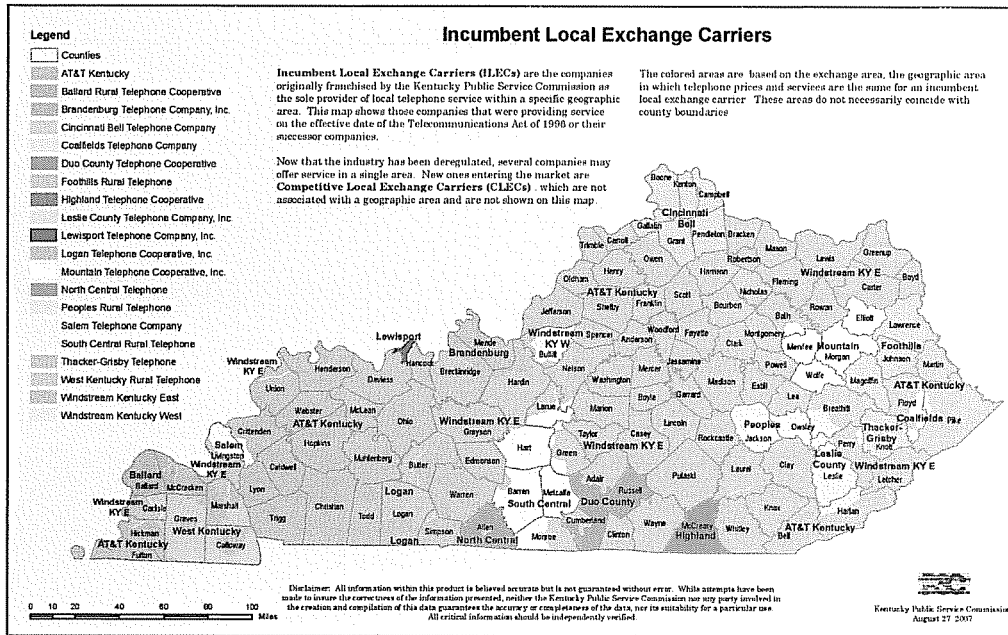 Incumbent Local Exchange Carriers
Legend
Counties
AT&T Kentucky
Ballard Rural Telephone Cooperative
Brandenburg Telephone Company, Inc.
Cincinnati Bell Telephone Company
Coalfields Telephone Company
Duo County Telephone Cooperative
Foothills Rural Telephone
Highland Telephone Cooperative
Leslie County Telephone Company, Inc
Lewisport Telephone Company, Inc.
Logan Telephone Cooperative, Inc.
Mountain Telephone Cooperative, Inc.
North Central Telephone
Peoples Rural Telephone
Salem Telephone Company
South Central Rural Telephone
Thacker-Grisby Telephone
West Kentucky Rural Telephone
Windstream Kentucky East
Windstream Kentucky West
Incumbent Local Exchange Carriers (ILECs) are the companies
originally franchised by the Kentucky Public Service Commission as
the sole provider of local telephone service within a specific geographic
area. This map shows those companies that were providing service
on the effective date of the Telecommunications Act of 1996 or their
successor companies.
Now that the industry has been deregulated, several companies may
offer service in a single area. New ones entering the market are
Competitive Local Exchange Carriers (CLECs), which are not
associated with a geographic area and are not shown on this map.
The colored areas are based on the exchange area, the geographic area
in which telephone prices and services are the same for an incumbent
local exchange carrier These areas do not necessarily coincide with
county boundaries
Boone
Kenton
Campbell
Cincinnati
Bell
Gallatin
Grant
Pendleton
Bracken
Trimble
Carroll
Owen
Robertson
Mason
Lewis
Greenup
Windstream KY E
Boyd
Carter
Oldham
Henry
Harrison
Fleming
AT&T Kentucky
Nicholas
Rowan
Elliott
Shelby
Franklin
Scott
Bourbon
Bath
Lawrence
Jefferson
Windstream
KY W
Bullitt
Spencer
Anderson
Woodford
Fayette
Clark
Montgomery
Menifee
Mountain
Morgan
Foothills
Johnson
Martin
Lewisport
Hancock
Meade
Brandenburg
Breckinridge
Hardin
Nelson
Washington
Mercer
Jessamine
Madison
Powell
Wolfe
Magoffin
AT&T Kentucky
Windstream
KY E
Henderson
Daviess
Union
Webster
McLean
Ohio
Larue
Marion
Boyle
Garrard
Estill
Lee
Breathitt
Floyd
Coalfields
Pike
AT&T Kentucky
Windstream KY E
Grayson
Hart
Green
Taylor
Casey
Windstream KY E
Lincoln
Rockcastle
Peoples
Jackson
Owsley
Perry
Thacker-
Grisby
Knott
Salem
Livingston
Crittenden
Hopkins
Muhlenberg
Butler
Edmonson
Adair
Russell
Pulaski
Laurel
Clay
Leslie
County
Leslie
Windstream KY E
Letcher
Windstream
KY E
Caldwell
Lyon
Ballard
Ballard
McCracken
Windstream
KY E
Carlisle
Marshall
Graves
West Kentucky
Hickman
AT&T Kentucky
Fulton
Calloway
Trigg
Christian
Todd
Logan
Logan
Logan
Warren
Simpson
Allen
North Central
Barren
Metcalfe
South Central
Monroe
Duo County
Cumberland
Clinton
Wayne
McCreary
Highland
Whitley
Knox
Bell
AT&T Kentucky
Harlan
0 10 20 40 60 80 100
Miles
Disclaimer: All information within this product is believed accurate but is not guaranteed without error. While attempts have been
made to insure the correctness of the information presented, neither the Kentucky Public Service Commission nor any party involved in
the creation and compilation of this data guarantees the accuracy or completeness of the data, nor its suitability for a particular use.
All critical information should be independently verified.
Kentucky Public Service Commission
August 27 2007